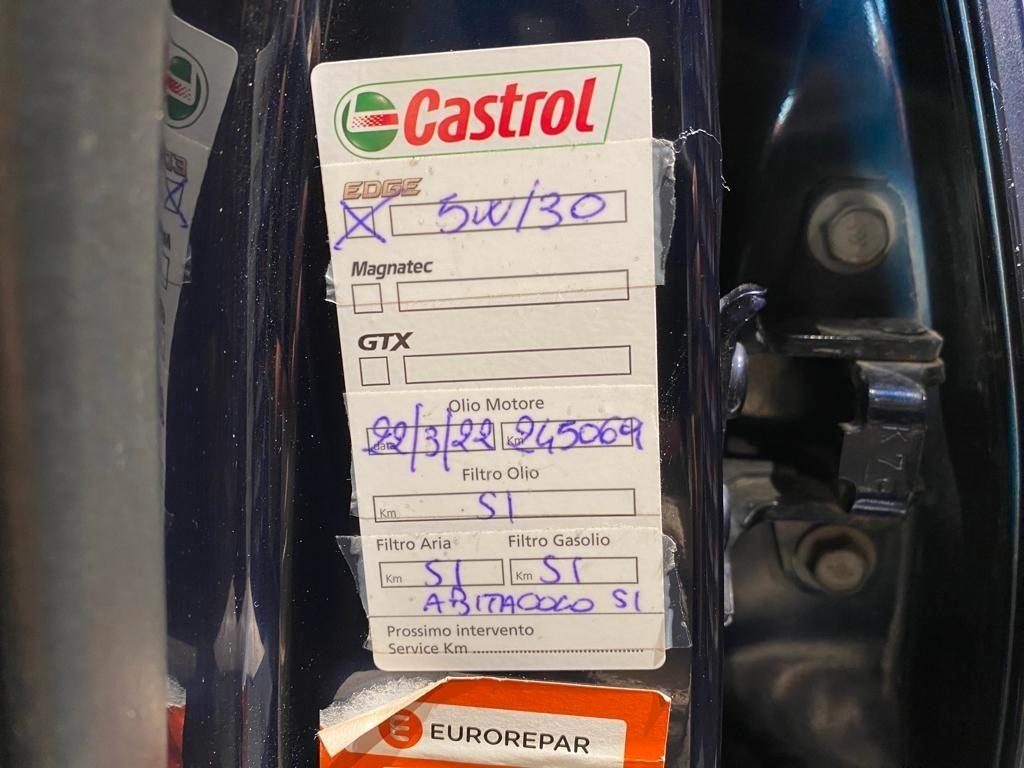 Castrol
EDGE
5W/30
Magnatec
GTX
Olio Motore
22/3/22 Km 245069
Filtro Olio
Km SI
Filtro Aria Filtro Gasolio
Km SI Km SI
ABITACOLO SI
Prossimo intervento
Service Km
EUROREPAR
K7